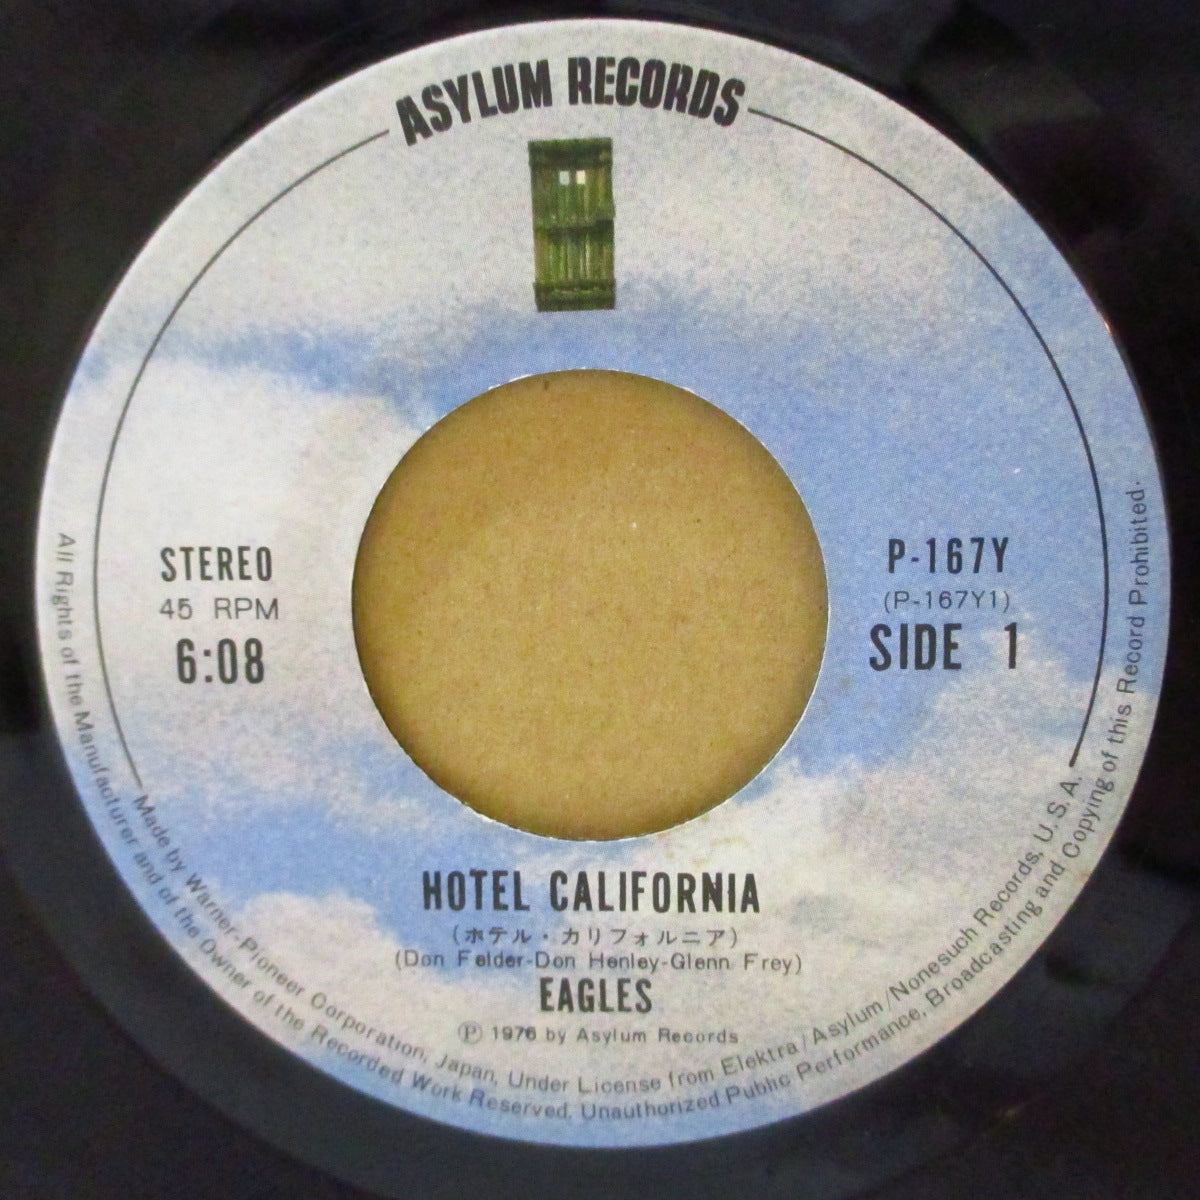 ASYLUM RECORDS
STEREO
45 RPM
6:08
P-167Y
(P-167Y1)
SIDE 1
HOTEL CALIFORNIA
(ホテル・カリフォルニア)
(Don Felder-Don Henley-Glenn Frey)
EAGLES
Ⓟ 1976 by Asylum Records
Made by Warner-Pioneer Corporation, Japan, Under License from Elektra/Asylum/Nonesuch Records, U.S.A.
All Rights of the Manufacturer and of the Owner of the Recorded Work Reserved. Unauthorized Public Performance, Broadcasting and Copying of this Record Prohibited.